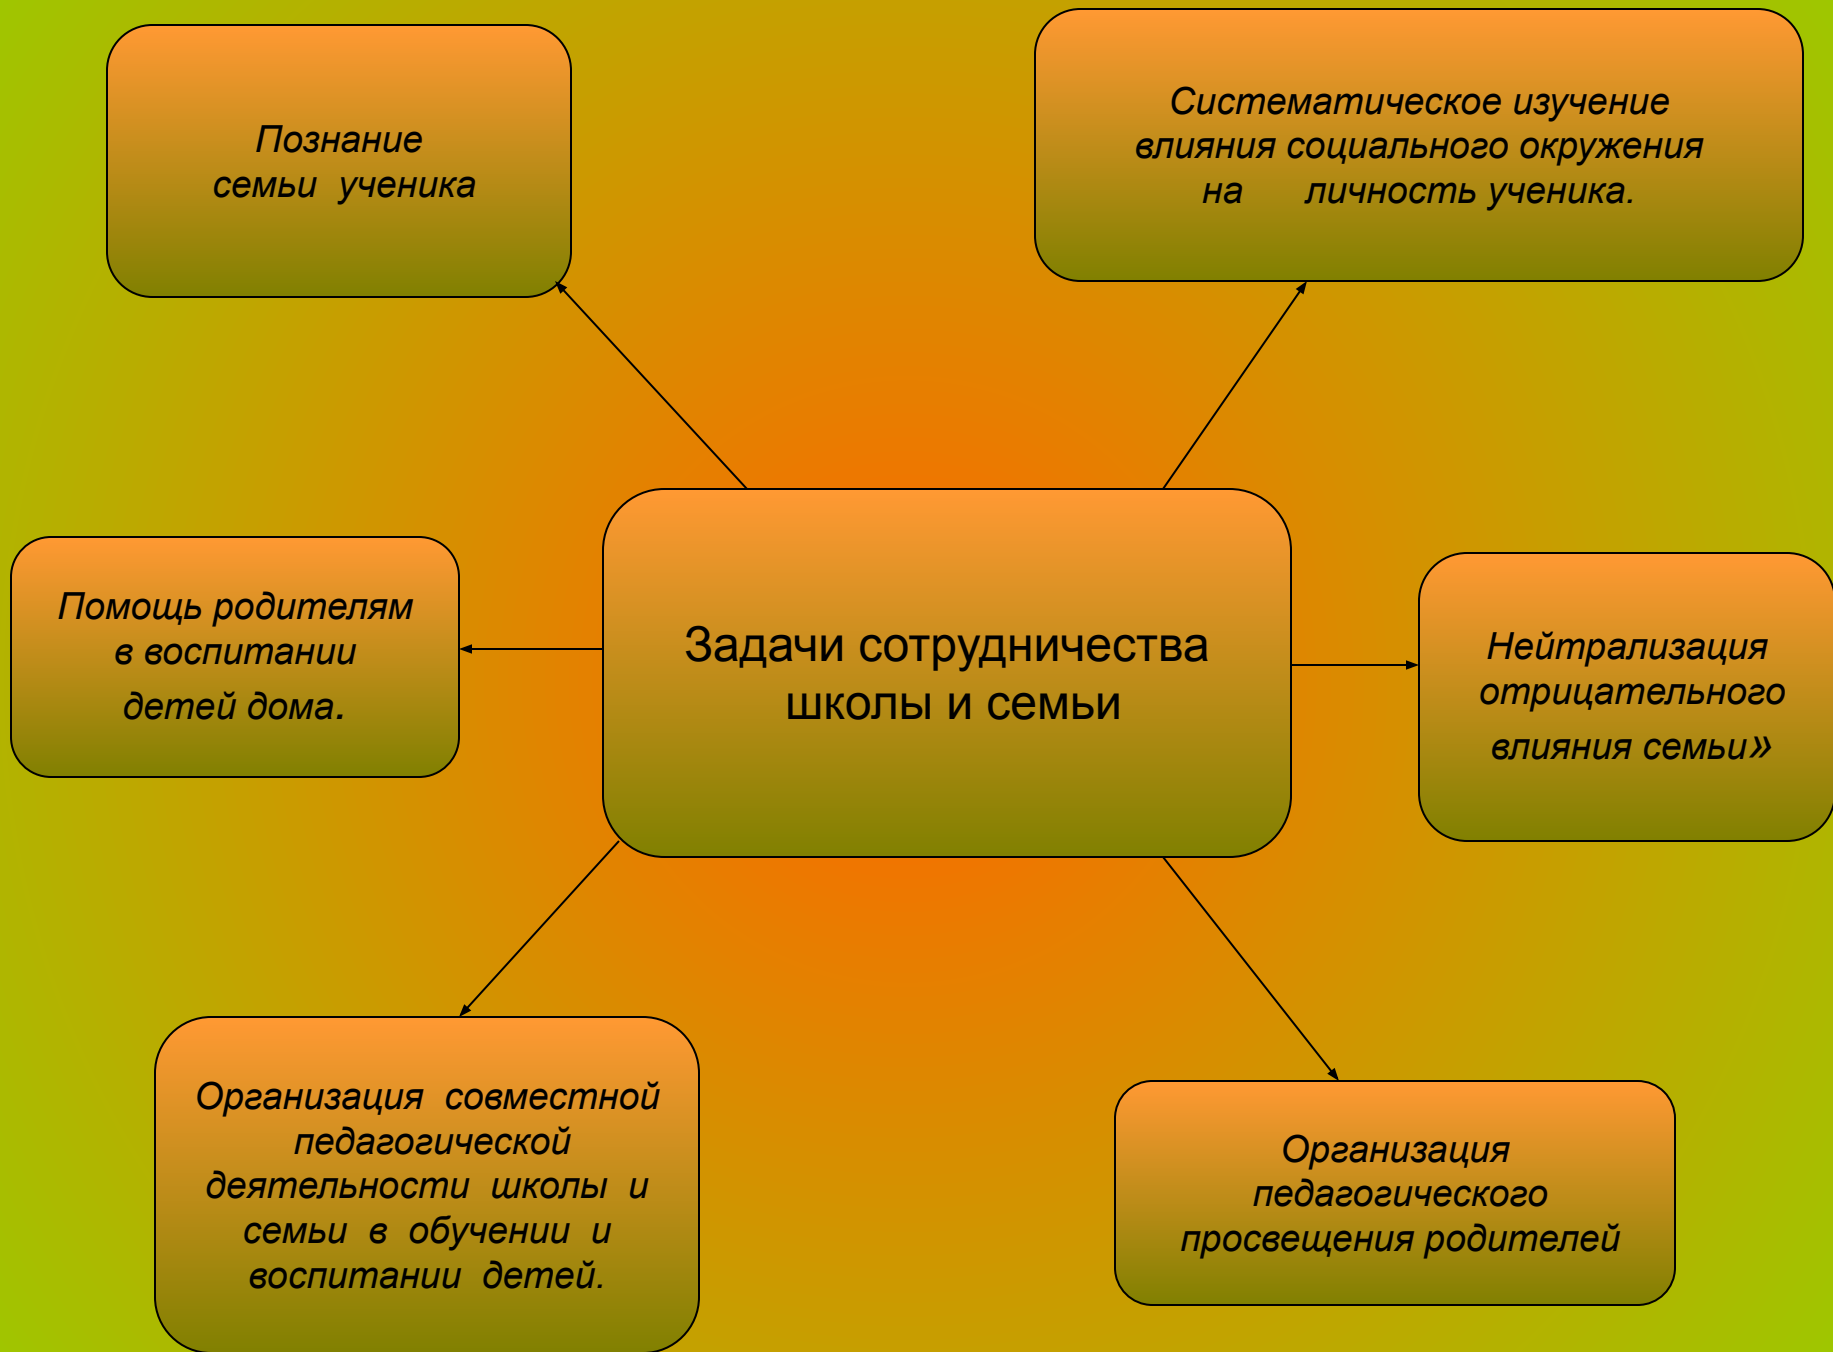 Познание
семьи ученика
Систематическое изучение
влияния социального окружения
на личность ученика.
Помощь родителям
в воспитании
детей дома.
Задачи сотрудничества
школы и семьи
Нейтрализация
отрицательного
влияния семьи»
Организация совместной
педагогической
деятельности школы и
семьи в обучении и
воспитании детей.
Организация
педагогического
просвещения родителей